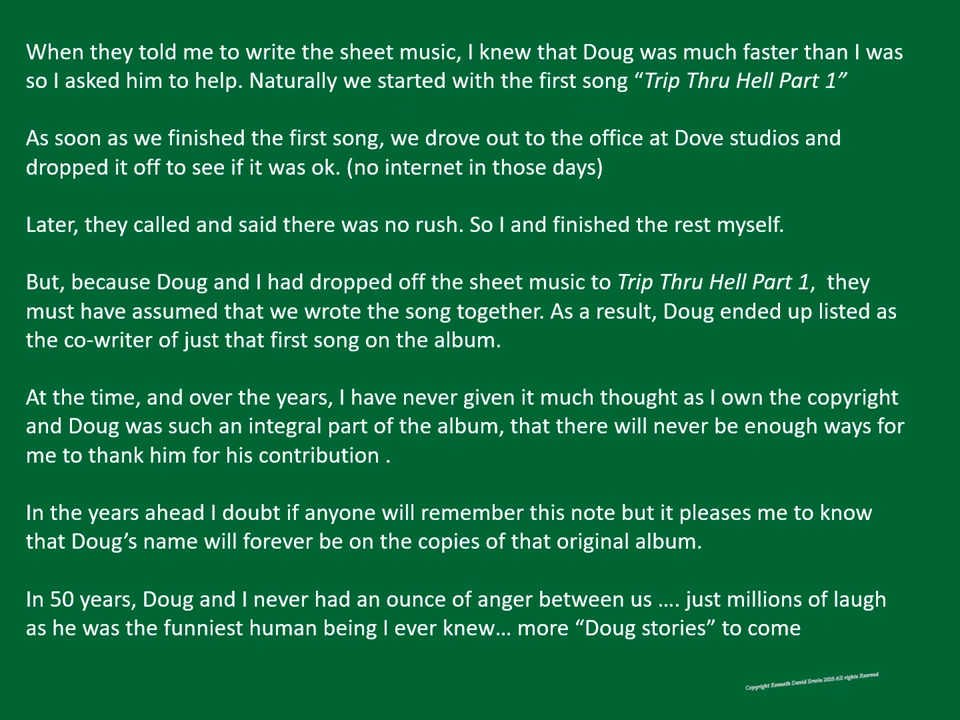 When they told me to write the sheet music, I knew that Doug was much faster than I was
so I asked him to help. Naturally we started with the first song “Trip Thru Hell Part 1”
As soon as we finished the first song, we drove out to the office at Dove studios and
dropped it off to see if it was ok. (no internet in those days)
Later, they called and said there was no rush. So I and finished the rest myself.
But, because Doug and I had dropped off the sheet music to Trip Thru Hell Part 1,  they
must have assumed that we wrote the song together. As a result, Doug ended up listed as
the co-writer of just that first song on the album.
At the time, and over the years, I have never given it much thought as I own the copyright
and Doug was such an integral part of the album, that there will never be enough ways for
me to thank him for his contribution .
In the years ahead I doubt if anyone will remember this note but it pleases me to know
that Doug’s name will forever be on the copies of that original album.
In 50 years, Doug and I never had an ounce of anger between us …. just millions of laugh
as he was the funniest human being I ever knew… more “Doug stories” to come
Copyright Kenneth David Erwin 2020 All rights